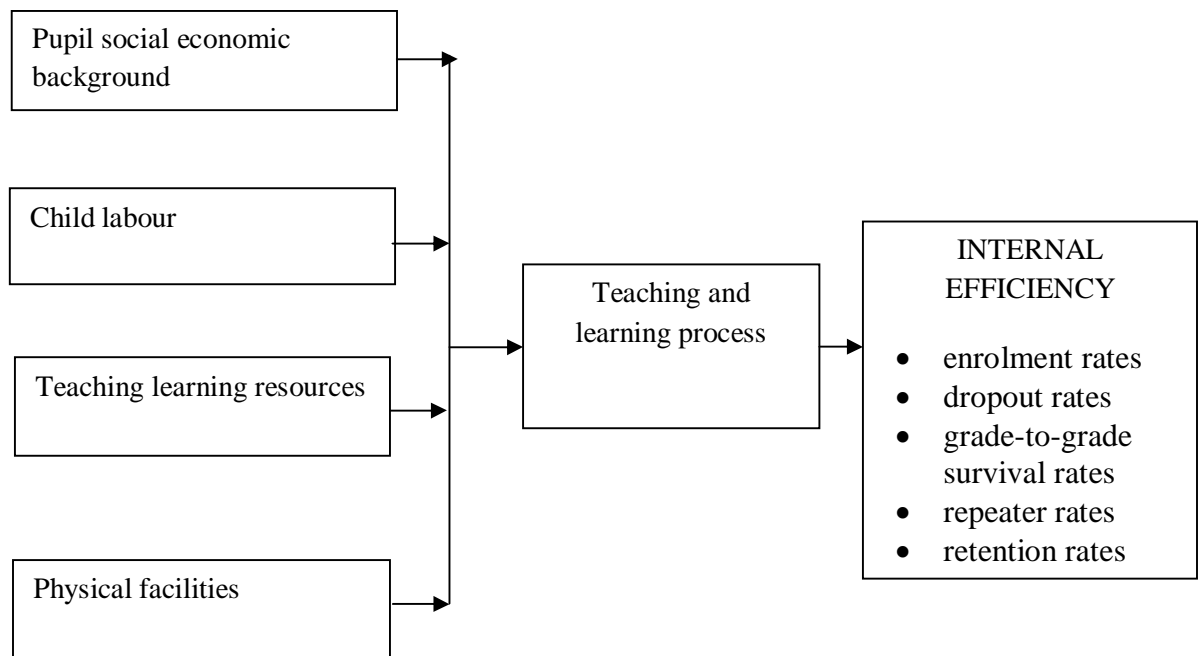 Pupil social economic
background
Child labour
Teaching learning resources
Physical facilities
Teaching and
learning process
INTERNAL
EFFICIENCY
• enrolment rates
• dropout rates
• grade-to-grade
survival rates
• repeater rates
• retention rates